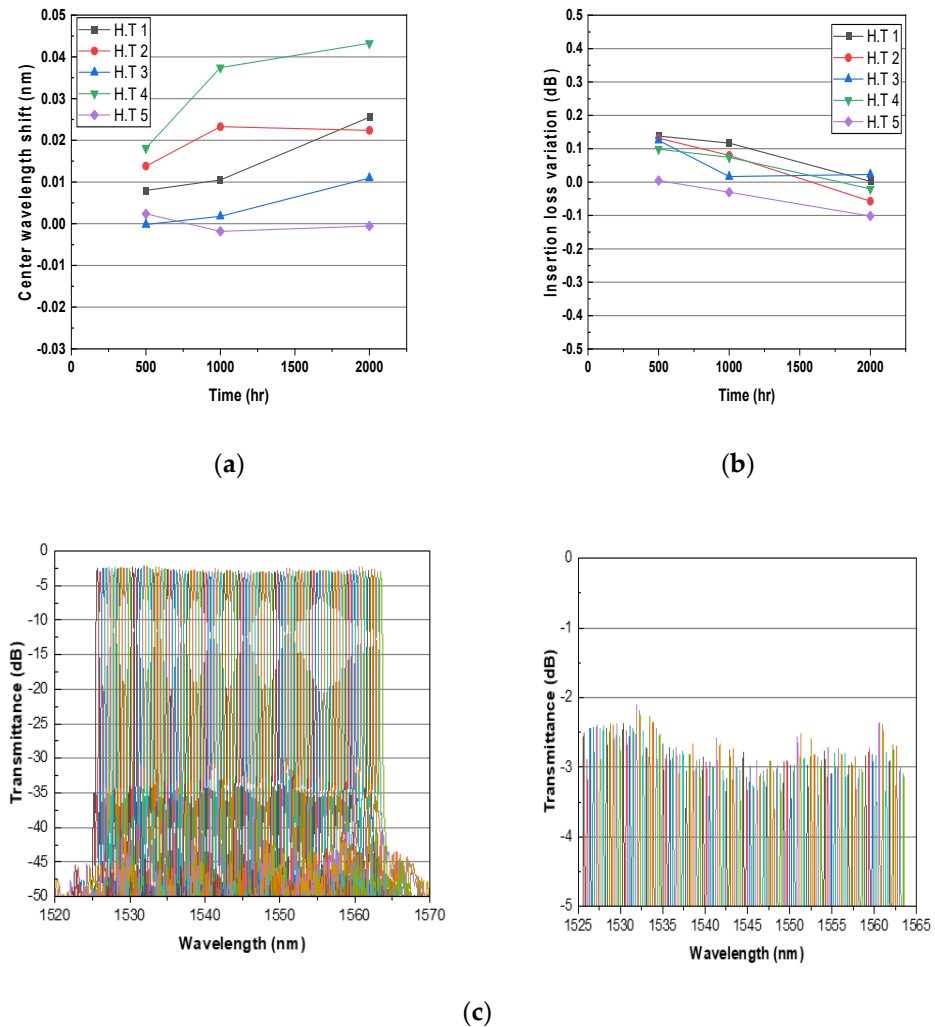 0.05
0.04
0.03
0.02
0.01
0.00
-0.01
-0.02
-0.03
0
500
1000
1500
2000
Center wavelength shift (nm)
Time (hr)
H.T 1
H.T 2
H.T 3
H.T 4
H.T 5
(a)
0.5
0.4
0.3
0.2
0.1
0.0
-0.1
-0.2
-0.3
-0.4
-0.5
0
500
1000
1500
2000
Insertion loss variation (dB)
Time (hr)
H.T 1
H.T 2
H.T 3
H.T 4
H.T 5
(b)
0
-5
-10
-15
-20
-25
-30
-35
-40
-45
-50
1520
1530
1540
1550
1560
1570
Transmittance (dB)
Wavelength (nm)
0
-1
-2
-3
-4
-5
1525
1530
1535
1540
1545
1550
1555
1560
1565
Transmittance (dB)
Wavelength (nm)
(c)